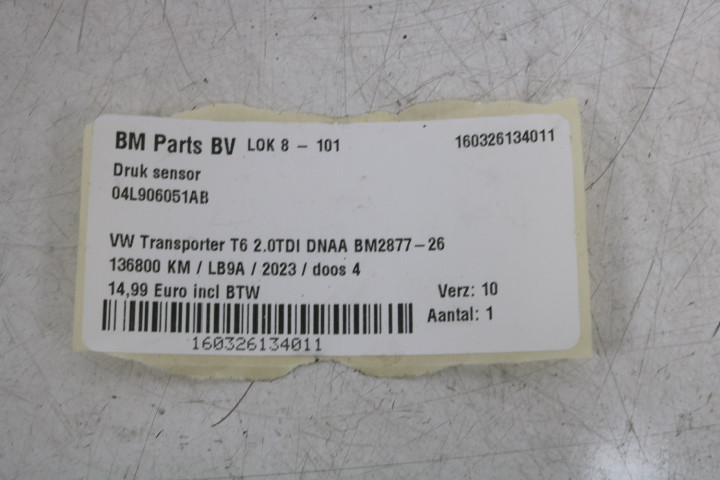 BM Parts BV LOK 8 - 101 160326134011
Druk sensor
04L906051AB
VW Transporter T6 2.0TDI DNAA BM2877-26
136800 KM / LB9A / 2023 / doos 4
14,99 Euro incl BTW Verz: 10
Aantal: 1
160326134011